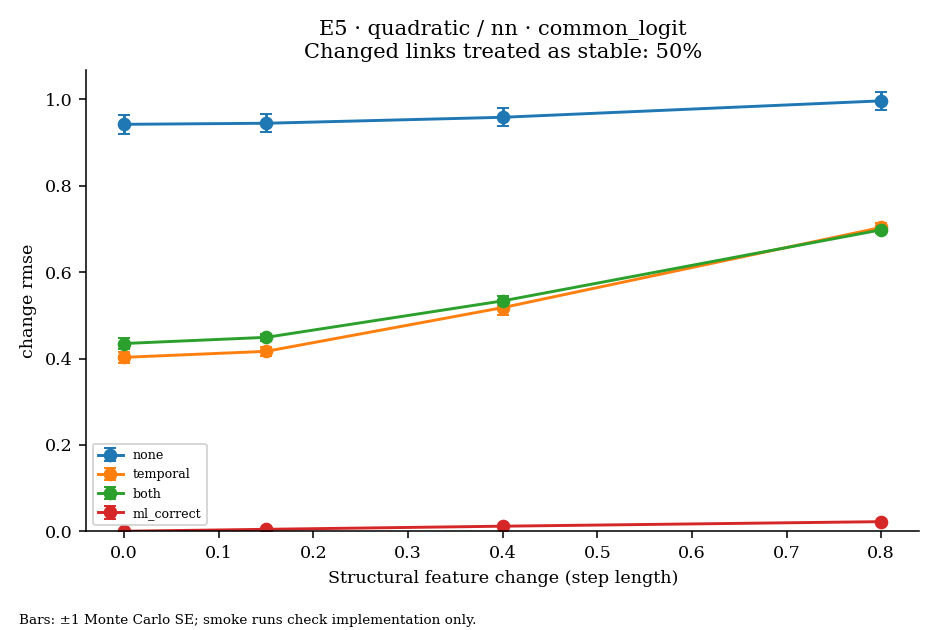 E5 · quadratic / nn · common_logit
Changed links treated as stable: 50%
change rmse
1.0
0.8
0.6
0.4
0.2
0.0
none
temporal
both
ml_correct
0.0 0.1 0.2 0.3 0.4 0.5 0.6 0.7 0.8
Structural feature change (step length)
Bars: ±1 Monte Carlo SE; smoke runs check implementation only.